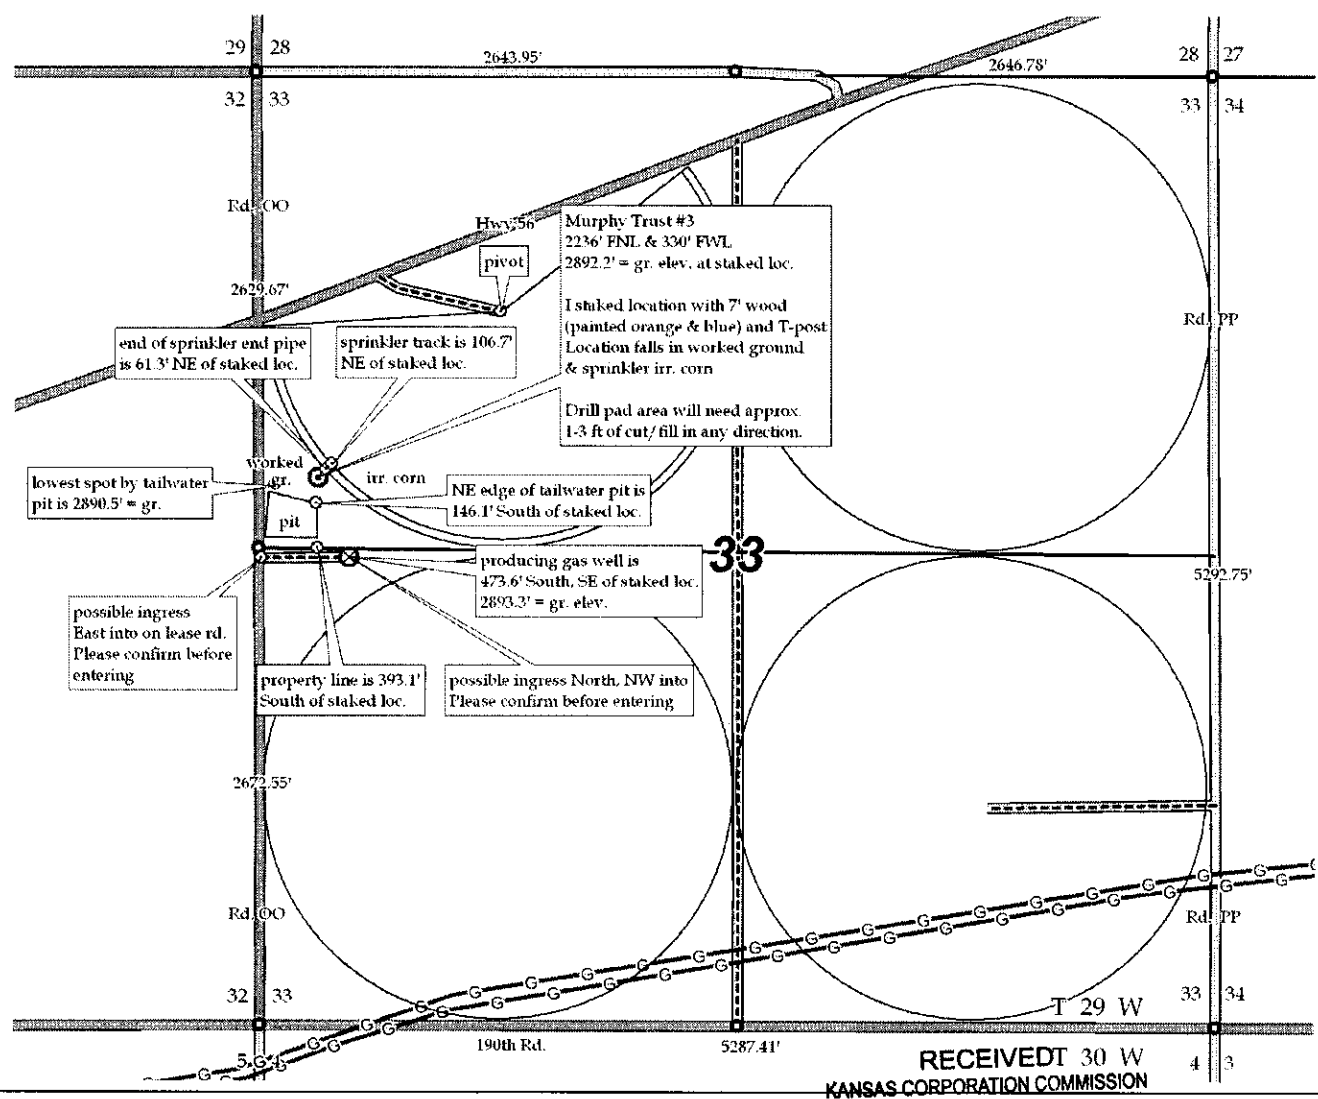 29 28
2643.95'
2646.78'
28 27
32 33
33 34
Rd. OO
Hwy 56
Murphy Trust #3
2236' FNL & 330' FWL
2892.2' = gr. elev. at staked loc.
I staked location with 7' wood
(painted orange & blue) and T-post
Location falls in worked ground
& sprinkler irr. corn
Drill pad area will need approx.
1-3 ft of cut/fill in any direction.
pivot
2629.67'
Rd. PP
end of sprinkler end pipe
is 61.3' NE of staked loc.
sprinkler track is 106.7'
NE of staked loc.
worked
gr.
irr. corn
lowest spot by tailwater
pit is 2890.5' = gr.
NE edge of tailwater pit is
146.1' South of staked loc.
pit
33
producing gas well is
473.6' South, SE of staked loc.
2893.3' = gr. elev.
5292.75'
possible ingress
East into on lease rd.
Please confirm before
entering
property line is 393.1'
South of staked loc.
possible ingress North, NW into
Please confirm before entering
2672.55'
Rd. OO
Rd. PP
G G G G G G G G G G G G G G G G G G G G
G G G G G G G G G G G G G G G G G G G G
32 33
33 34
T 29 W
190th Rd.
5287.41'
5 4
RECEIVED
T 30 W
4 3
KANSAS CORPORATION COMMISSION